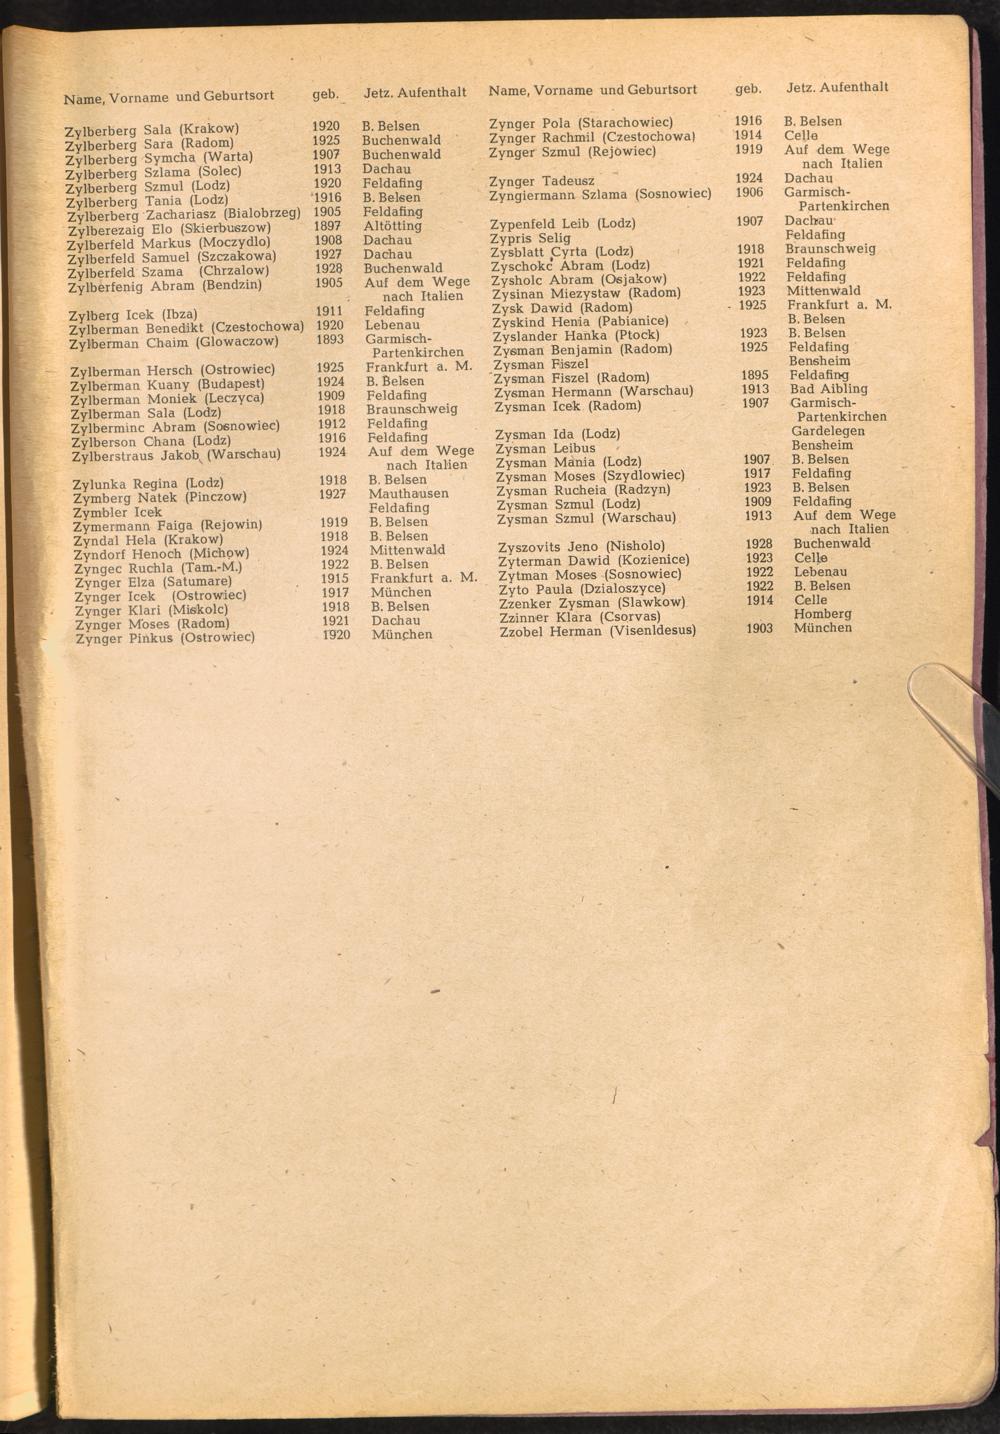 Name, Vorname und Geburtsort geb. Jetz. Aufenthalt
Zylberberg Sala (Krakow) 1920 B. Belsen
Zylberberg Sara (Radom) 1925 Buchenwald
Zylberberg Symcha (Warta) 1907 Buchenwald
Zylberberg Szlama (Solec) 1913 Dachau
Zylberberg Szmul (Lodz) 1920 Feldafing
Zylberberg Tania (Lodz) 1916 B. Belsen
Zylberberg Zachariasz (Bialobrzeg) 1905 Feldafing
Zylberezaig Elo (Skierbuszow) 1897 Altötting
Zylberfeld Markus (Moczydlo) 1908 Dachau
Zylberfeld Samuel (Szczakowa) 1927 Dachau
Zylberfeld Szama (Chrzalow) 1928 Buchenwald
Zylberfenig Abram (Bendzin) 1905 Auf dem Wege
nach Italien
Zylberg Icek (Ibza) 1911 Feldafing
Zylberman Benedikt (Czestochowa) 1920 Lebenau
Zylberman Chaim (Glowaczow) 1893 Garmisch-
Partenkirchen
Zylberman Hersch (Ostrowiec) 1925 Frankfurt a. M.
Zylberman Kuany (Budapest) 1924 B. Belsen
Zylberman Moniek (Leczyca) 1909 Feldafing
Zylberman Sala (Lodz) 1918 Braunschweig
Zylberminc Abram (Sosnowiec) 1912 Feldafing
Zylberson Chana (Lodz) 1916 Feldafing
Zylberstraus Jakob (Warschau) 1924 Auf dem Wege
nach Italien
Zylunka Regina (Lodz) 1918 B. Belsen
Zymberg Natek (Pinczow) 1927 Mauthausen
Zymbler Icek Feldafing
Zymermann Faiga (Rejowin) 1919 B. Belsen
Zyndal Hela (Krakow) 1918 B. Belsen
Zyndorf Henoch (Michow) 1924 Mittenwald
Zyngec Ruchla (Tam.-M.) 1922 B. Belsen
Zynger Elza (Satumare) 1915 Frankfurt a. M.
Zynger Icek (Ostrowiec) 1917 München
Zynger Klari (Miskolc) 1918 B. Belsen
Zynger Moses (Radom) 1921 Dachau
Zynger Pinkus (Ostrowiec) 1920 München
Name, Vorname und Geburtsort geb. Jetz. Aufenthalt
Zynger Pola (Starachowiec) 1916 B. Belsen
Zynger Rachmil (Czestochowa) 1914 Celle
Zynger Szmul (Rejowiec) 1919 Auf dem Wege
nach Italien
Zynger Tadeusz 1924 Dachau
Zyngiermann Szlama (Sosnowiec) 1906 Garmisch-
Partenkirchen
Zypenfeld Leib (Lodz) 1907 Dachau
Zypris Selig Feldafing
Zysblatt Cyrta (Lodz) 1918 Braunschweig
Zyschokc Abram (Lodz) 1921 Feldafing
Zysholc Abram (Osjakow) 1922 Feldafing
Zysinan Miezystaw (Radom) 1923 Mittenwald
Zysk Dawid (Radom) 1925 Frankfurt a. M.
Zyskind Henia (Pabianice) B. Belsen
Zyslander Hanka (Ptock) 1923 B. Belsen
Zysman Benjamin (Radom) 1925 Feldafing
Zysman Fiszel Bensheim
Zysman Fiszel (Radom) 1895 Feldafing
Zysman Hermann (Warschau) 1913 Bad Aibling
Zysman Icek (Radom) 1907 Garmisch-
Partenkirchen
Zysman Ida (Lodz) Gardelegen
Zysman Leibus Bensheim
Zysman Mania (Lodz) 1907 B. Belsen
Zysman Moses (Szydlowiec) 1917 Feldafing
Zysman Rucheia (Radzyn) 1923 B. Belsen
Zysman Szmul (Lodz) 1909 Feldafing
Zysman Szmul (Warschau) 1913 Auf dem Wege
nach Italien
Zyszovits Jeno (Nisholo) 1928 Buchenwald
Zyterman Dawid (Kozienice) 1923 Celle
Zytman Moses (Sosnowiec) 1922 Lebenau
Zyto Paula (Dzialoszyce) 1922 B. Belsen
Zzenker Zysman (Slawkow) 1914 Celle
Zzinner Klara (Csorvas) Homberg
Zzobel Herman (Visenldesus) 1903 München